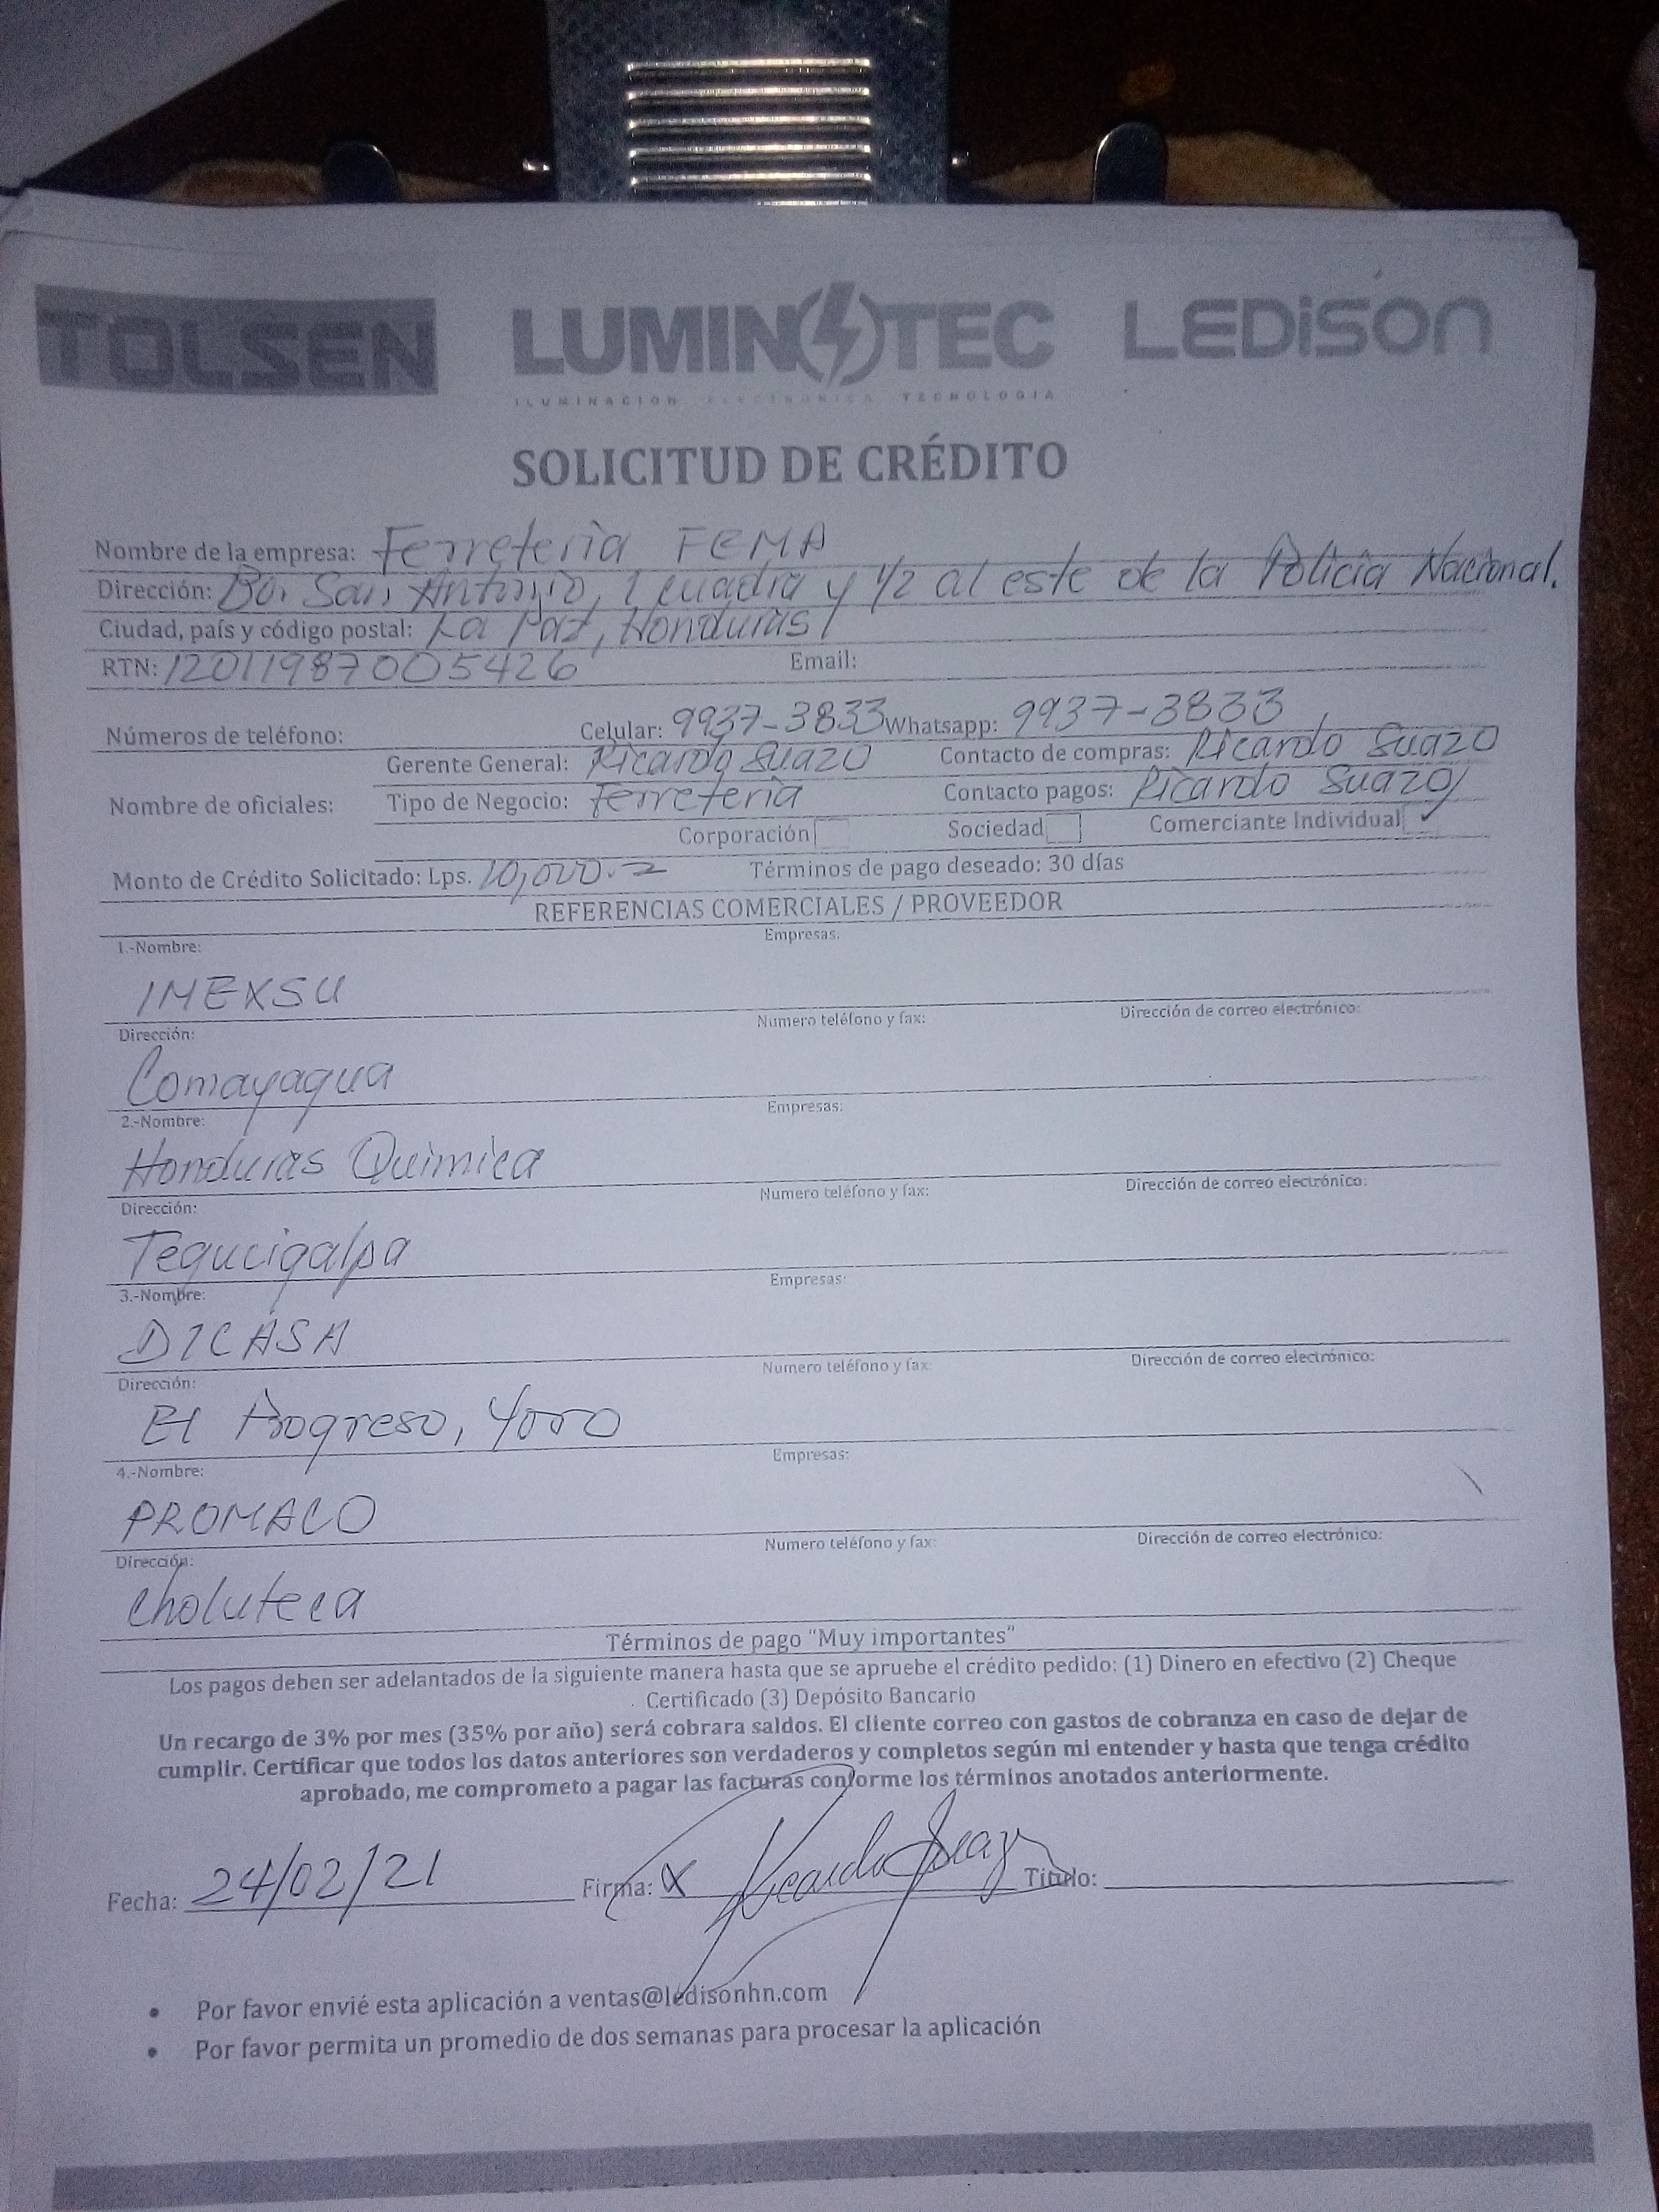 TOLSEN LUMINOTEC LEDiSON
ILUMINACIÓN ELECTRÓNICA TECNOLOGIA
SOLICITUD DE CRÉDITO
Nombre de la empresa: Ferretería FEMA
Dirección: Bo. San Antonio, 1 cuadra y 1/2 al este de la Policia Nacional.
Ciudad, país y código postal: La Paz, Honduras
RTN: 12011987005426 Email:
Números de teléfono: Celular: 9937-3833 Whatsapp: 9937-3833
Gerente General: Ricardo Suazo Contacto de compras: Ricardo Suazo
Nombre de oficiales: Tipo de Negocio: Ferretería Contacto pagos: Ricardo Suazo
Corporación Sociedad Comerciante Individual ✓
Monto de Crédito Solicitado: Lps. 10,000.- Términos de pago deseado: 30 días
REFERENCIAS COMERCIALES / PROVEEDOR
1.-Nombre: Empresas:
IMEXSU
Dirección: Numero teléfono y fax: Dirección de correo electrónico:
Comayagua
2.-Nombre: Empresas:
Honduras Quimica
Dirección: Numero teléfono y fax: Dirección de correo electrónico:
Tegucigalpa
3.-Nombre: Empresas:
DICASA
Dirección: Numero teléfono y fax: Dirección de correo electrónico:
El Progreso, Yoro
4.-Nombre: Empresas:
PROMACO
Dirección: Numero teléfono y fax: Dirección de correo electrónico:
Choluteca
Términos de pago "Muy importantes"
Los pagos deben ser adelantados de la siguiente manera hasta que se apruebe el crédito pedido: (1) Dinero en efectivo (2) Cheque
Certificado (3) Depósito Bancario
Un recargo de 3% por mes (35% por año) será cobrara saldos. El cliente correo con gastos de cobranza en caso de dejar de
cumplir. Certificar que todos los datos anteriores son verdaderos y completos según mi entender y hasta que tenga crédito
aprobado, me comprometo a pagar las facturas conforme los términos anotados anteriormente.
Fecha: 24/02/21 Firma: X Ricardo Suazo Titulo:
• Por favor envié esta aplicación a ventas@ledisonhn.com
• Por favor permita un promedio de dos semanas para procesar la aplicación